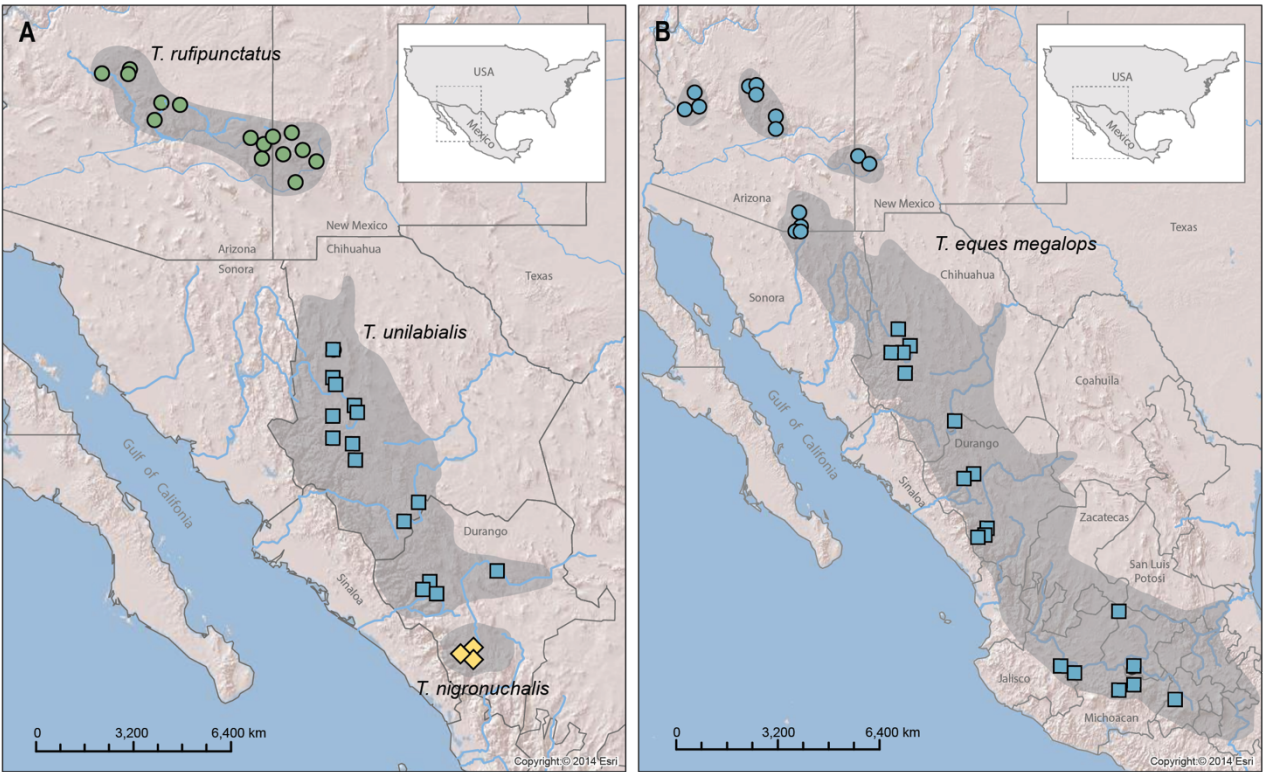 A
T. rufipunctatus
USA
Mexico
New Mexico
Arizona
Chihuahua
Sonora
Texas
T. unilabialis
Gulf of Califonia
Durango
Sinaloa
T. nigronuchalis
0 3,200 6,400 km
Copyright:© 2014 Esri
B
USA
Mexico
Arizona
New Mexico
Texas
T. eques megalops
Chihuahua
Sonora
Coahuila
Gulf of Califonia
Durango
Sinaloa
Zacatecas
San Luis
Potosi
Jalisco
Michoacan
0 3,200 6,400 km
Copyright:© 2014 Esri